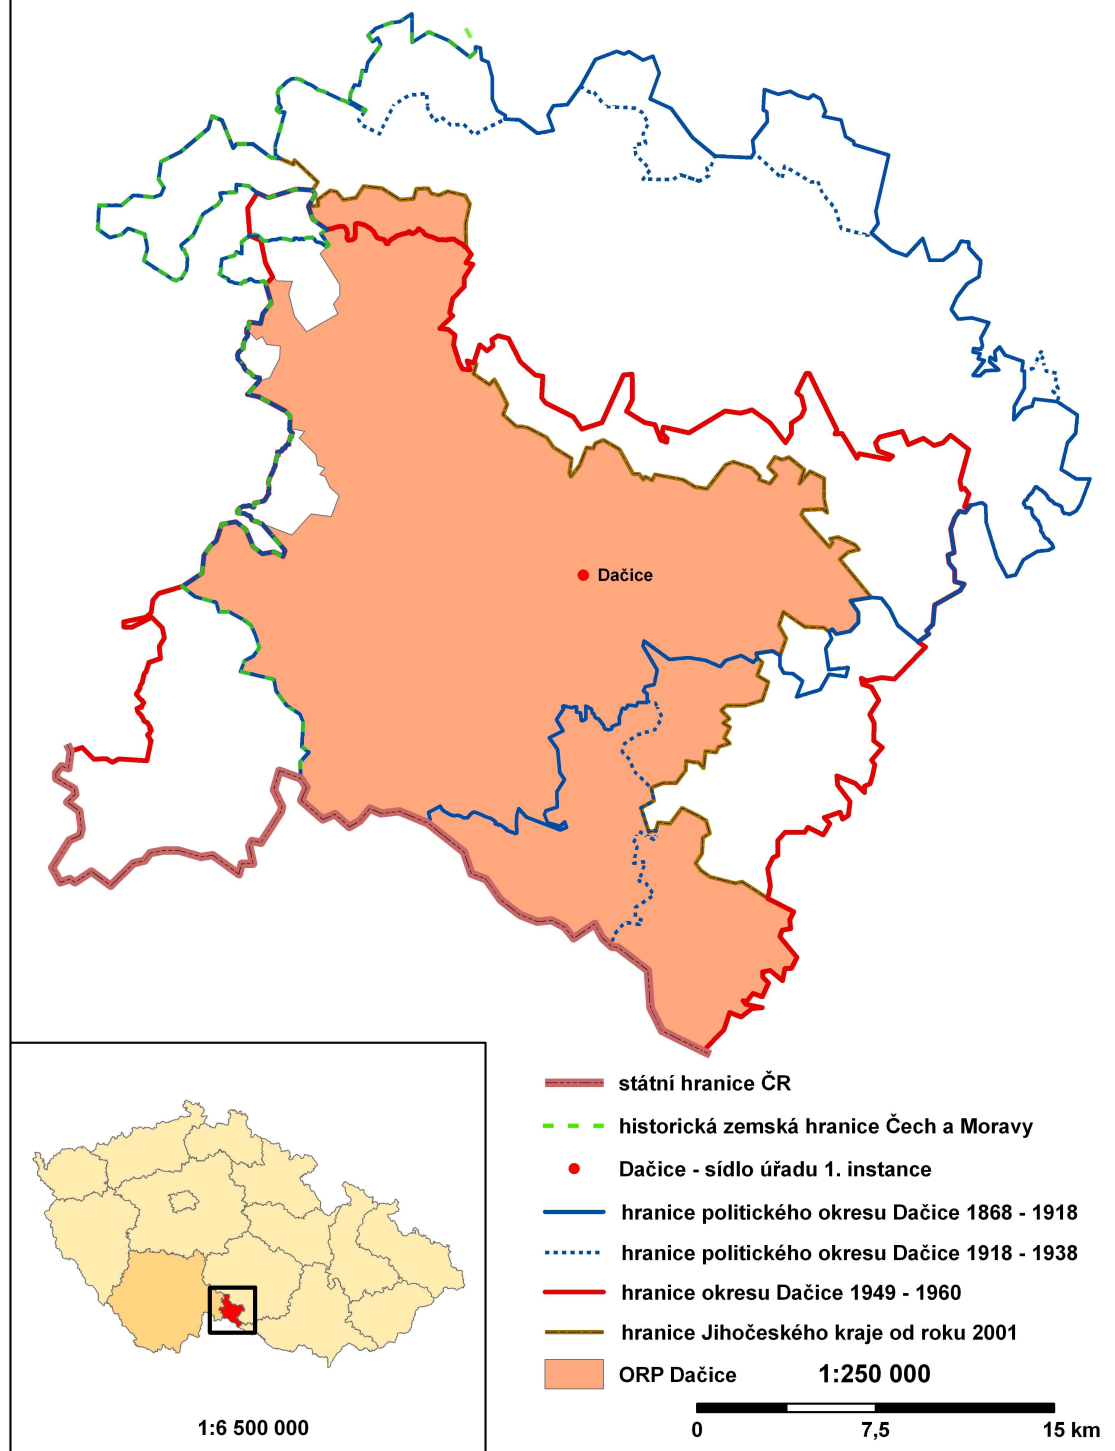 Dačice
státní hranice ČR
historická zemská hranice Čech a Moravy
Dačice - sídlo úřadu 1. instance
hranice politického okresu Dačice 1868 - 1918
hranice politického okresu Dačice 1918 - 1938
hranice okresu Dačice 1949 - 1960
hranice Jihočeského kraje od roku 2001
ORP Dačice 1:250 000
0 7,5 15 km
1:6 500 000